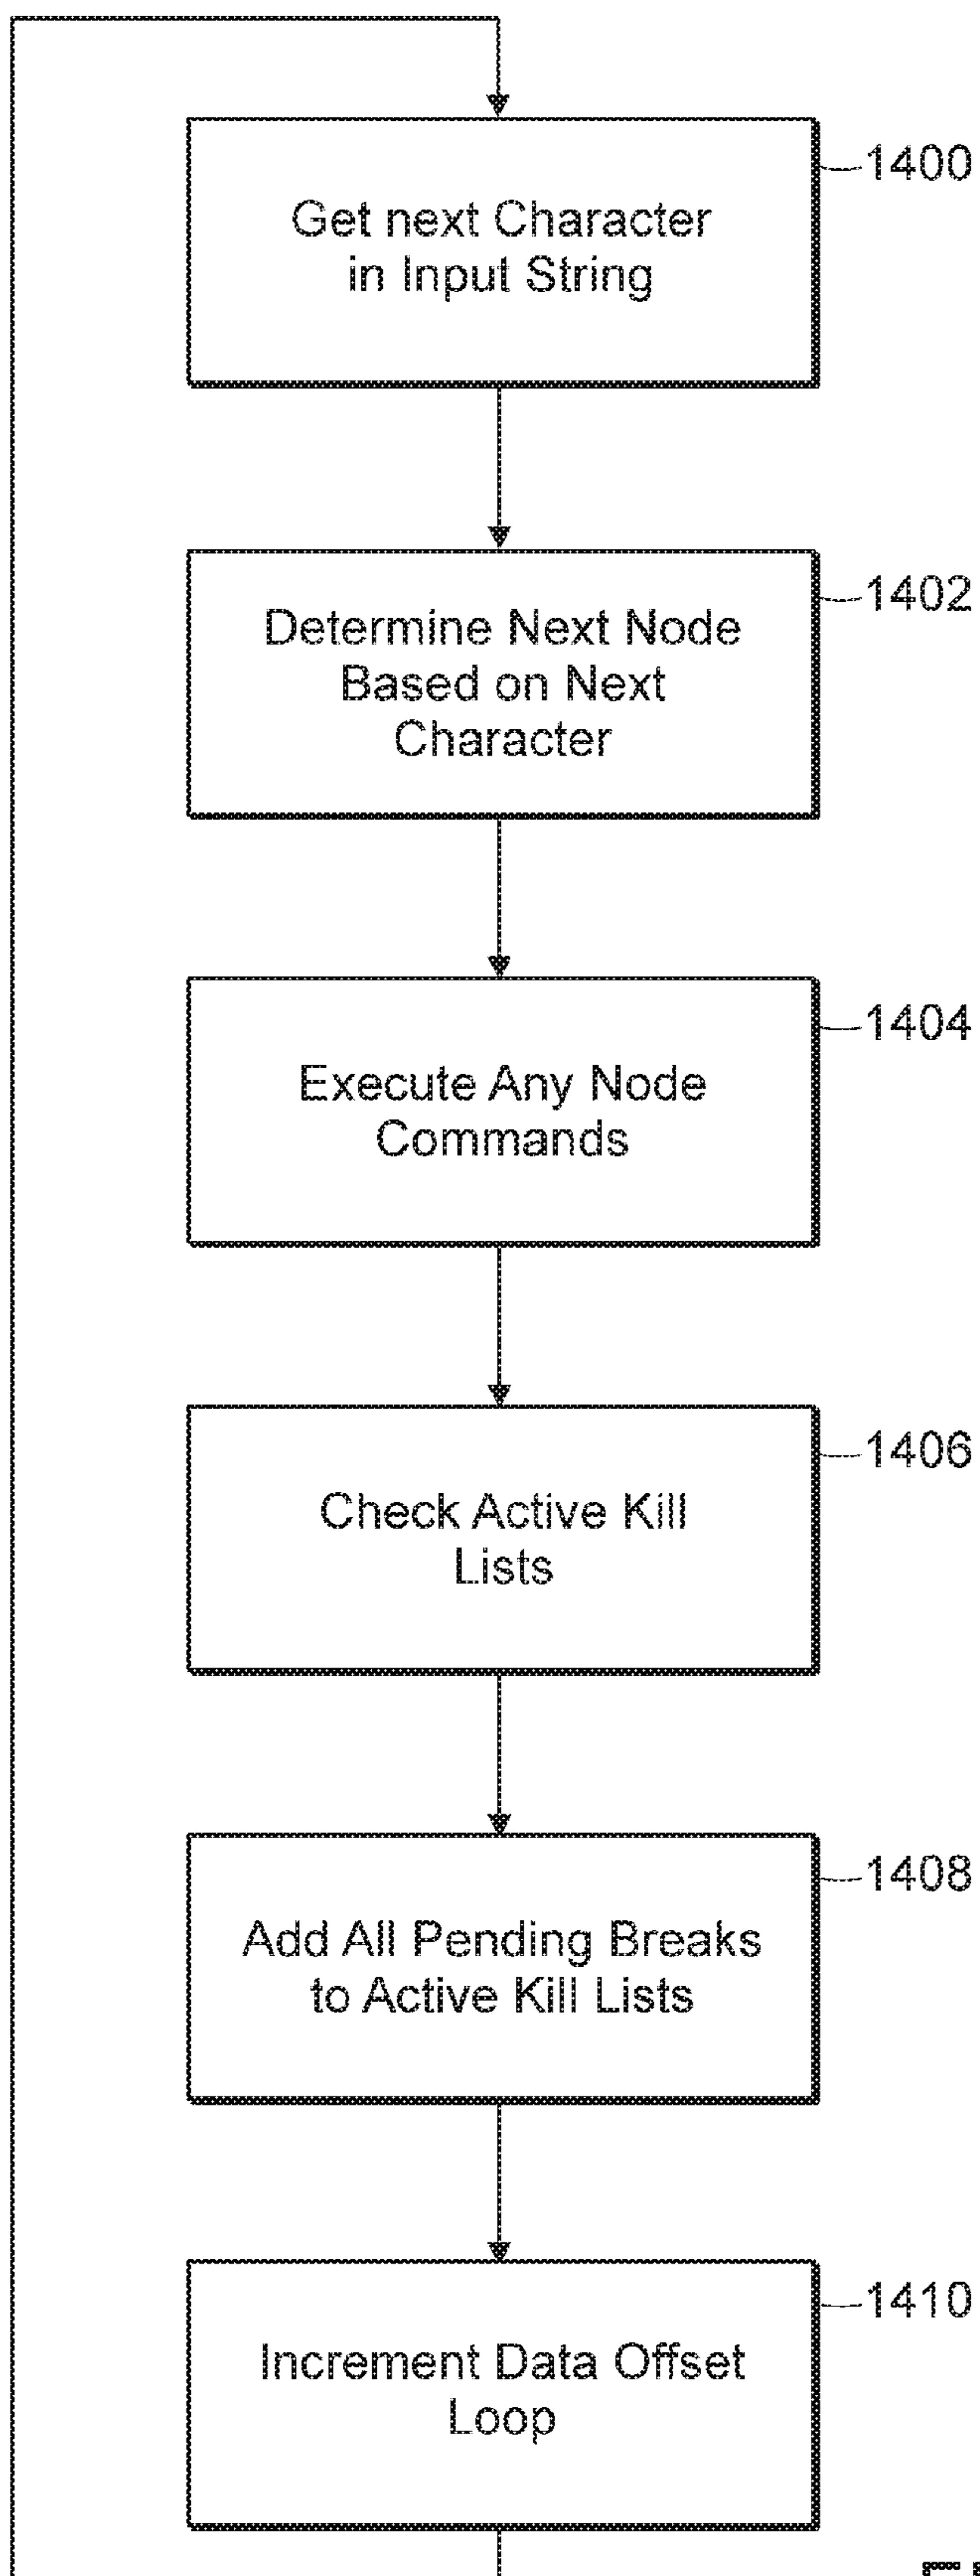 1400
Get next Character
in Input String
1402
Determine Next Node
Based on Next
Character
1404
Execute Any Node
Commands
1406
Check Active Kill
Lists
1408
Add All Pending Breaks
to Active Kill Lists
1410
Increment Data Offset
Loop